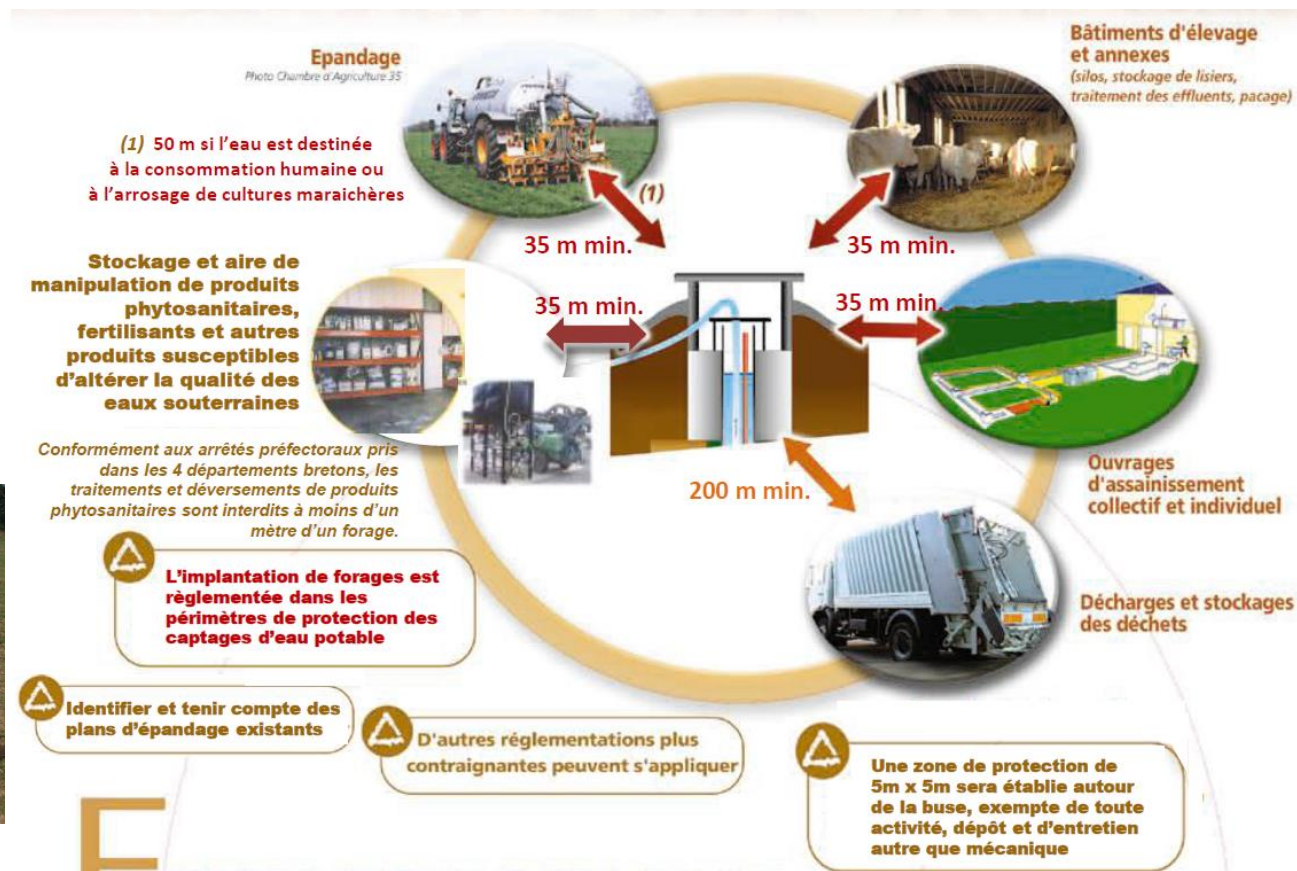 Epandage
Photo Chambre d'Agriculture 35
(1) 50 m si l'eau est destinée
à la consommation humaine ou
à l'arrosage de cultures maraichères
Bâtiments d'élevage
et annexes
(silos, stockage de lisiers,
traitement des effluents, pacage)
(1)
35 m min.
35 m min.
Stockage et aire de
manipulation de produits
phytosanitaires,
fertilisants et autres
produits susceptibles
d'altérer la qualité des
eaux souterraines
35 m min.
35 m min.
Conformément aux arrêtés préfectoraux pris
dans les 4 départements bretons, les
traitements et déversements de produits
phytosanitaires sont interdits à moins d'un
mètre d'un forage.
Ouvrages
d'assainissement
collectif et individuel
200 m min.
Décharges et stockages
des déchets
L'implantation de forages est
règlementée dans les
périmètres de protection des
captages d'eau potable
Identifier et tenir compte des
plans d'épandage existants
D'autres réglementations plus
contraignantes peuvent s'appliquer
Une zone de protection de
5m x 5m sera établie autour
de la buse, exempte de toute
activité, dépôt et d'entretien
autre que mécanique